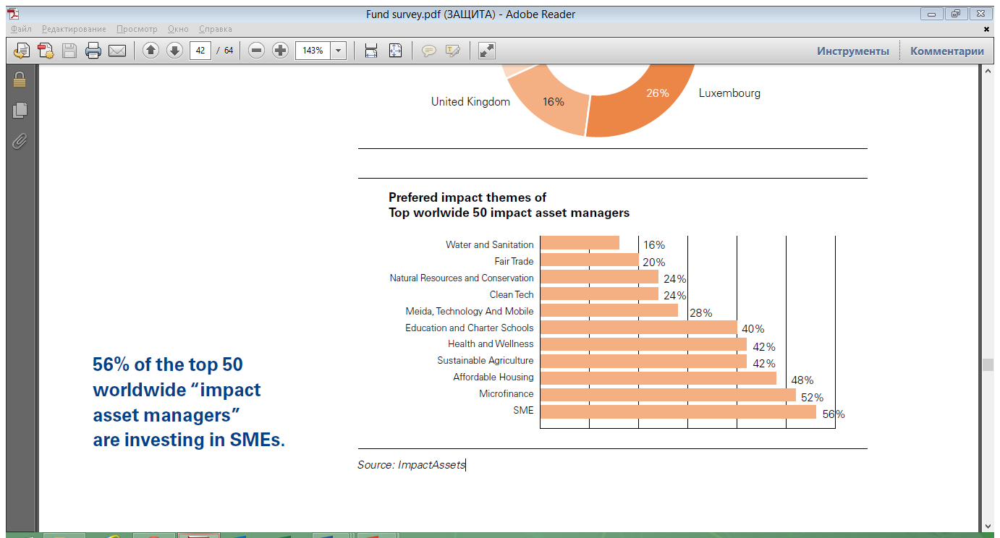 Fund survey.pdf (ЗАЩИТА) - Adobe Reader
Файл Редактирование Просмотр Окно Справка
42 / 64 143% Инструменты Комментарии
United Kingdom 16% 26% Luxembourg
Prefered impact themes of
Top worlwide 50 impact asset managers
Water and Sanitation 16%
Fair Trade 20%
Natural Resources and Conservation 24%
Clean Tech 24%
Meida, Technology And Mobile 28%
Education and Charter Schools 40%
Health and Wellness 42%
Sustainable Agriculture 42%
Affordable Housing 48%
Microfinance 52%
SME 56%
56% of the top 50
worldwide “impact
asset managers”
are investing in SMEs.
Source: ImpactAssets